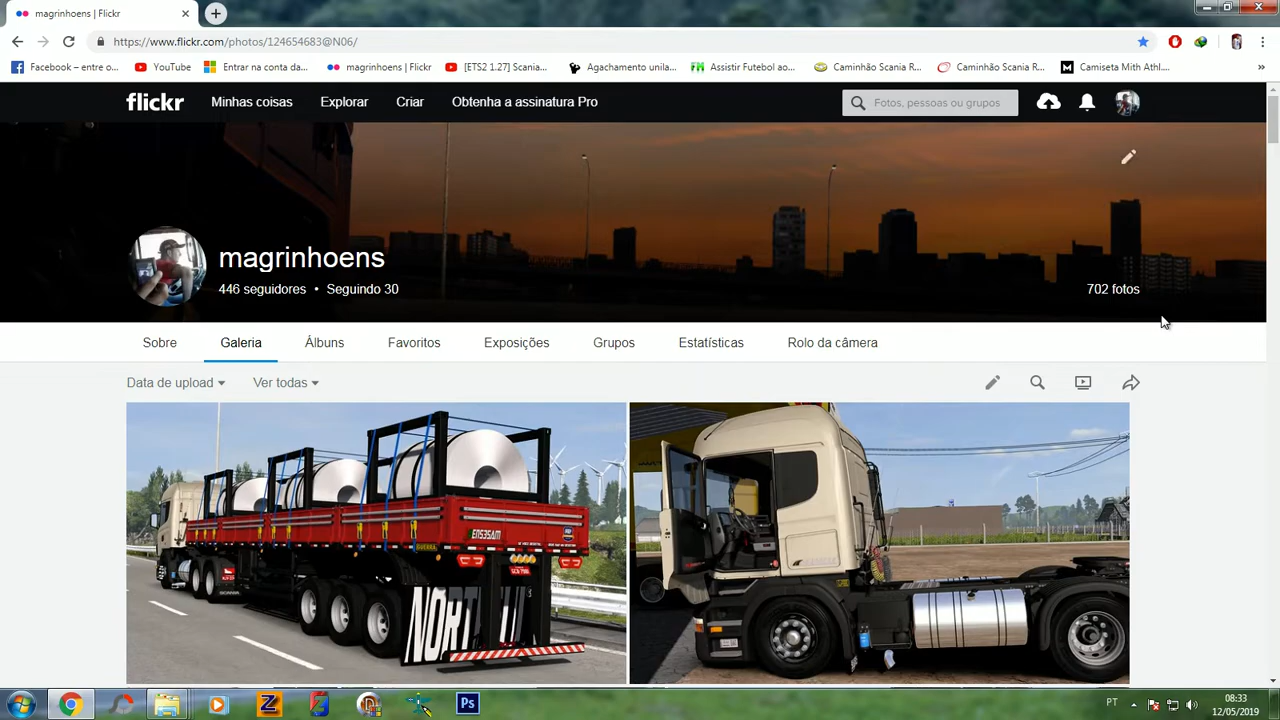 magrinhoens | Flickr
https://www.flickr.com/photos/124654683@N06/
Facebook – entre o...
YouTube
Entrar na conta da...
magrinhoens | Flickr
[ETS2 1.27] Scania...
Agachamento unila...
Assistir Futebol ao...
Caminhão Scania R...
Caminhão Scania R...
Camiseta Mith Athl....
»
flickr
Minhas coisas
Explorar
Criar
Obtenha a assinatura Pro
Fotos, pessoas ou grupos
magrinhoens
446 seguidores • Seguindo 30
702 fotos
Sobre
Galeria
Álbuns
Favoritos
Exposições
Grupos
Estatísticas
Rolo da câmera
Data de upload
Ver todas
SCANIA
GUERRA
Ps
PT
08:33
12/05/2019